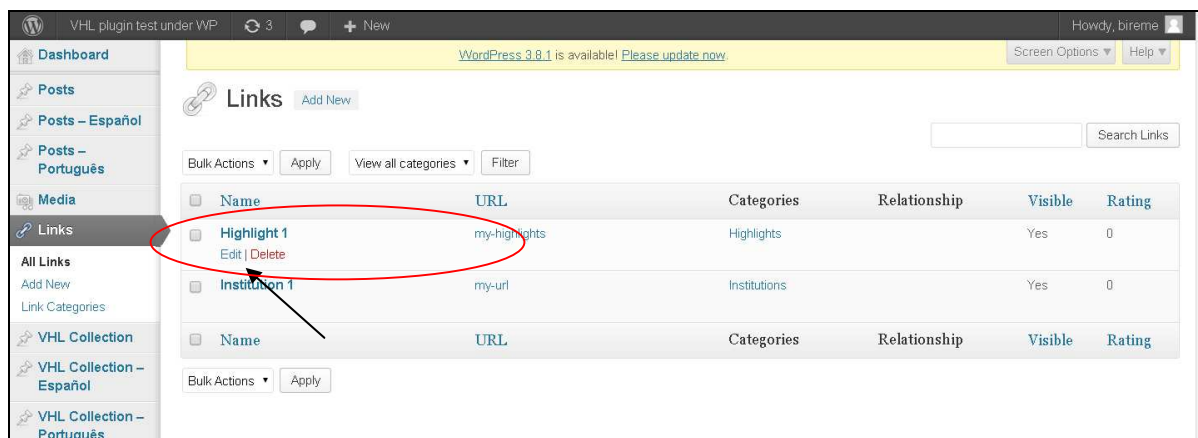 VHL plugin test under WP 3 + New Howdy, bireme
Dashboard
Posts
Posts – Español
Posts –
Português
Media
Links
All Links
Add New
Link Categories
VHL Collection
VHL Collection –
Español
VHL Collection –
Português
WordPress 3.8.1 is available! Please update now.
Screen Options ▼ Help ▼
Links Add New
Search Links
Bulk Actions ▼ Apply View all categories ▼ Filter
Name URL Categories Relationship Visible Rating
Highlight 1 my-highlights Highlights Yes 0
Edit | Delete
Institution 1 my-url Institutions Yes 0
Name URL Categories Relationship Visible Rating
Bulk Actions ▼ Apply